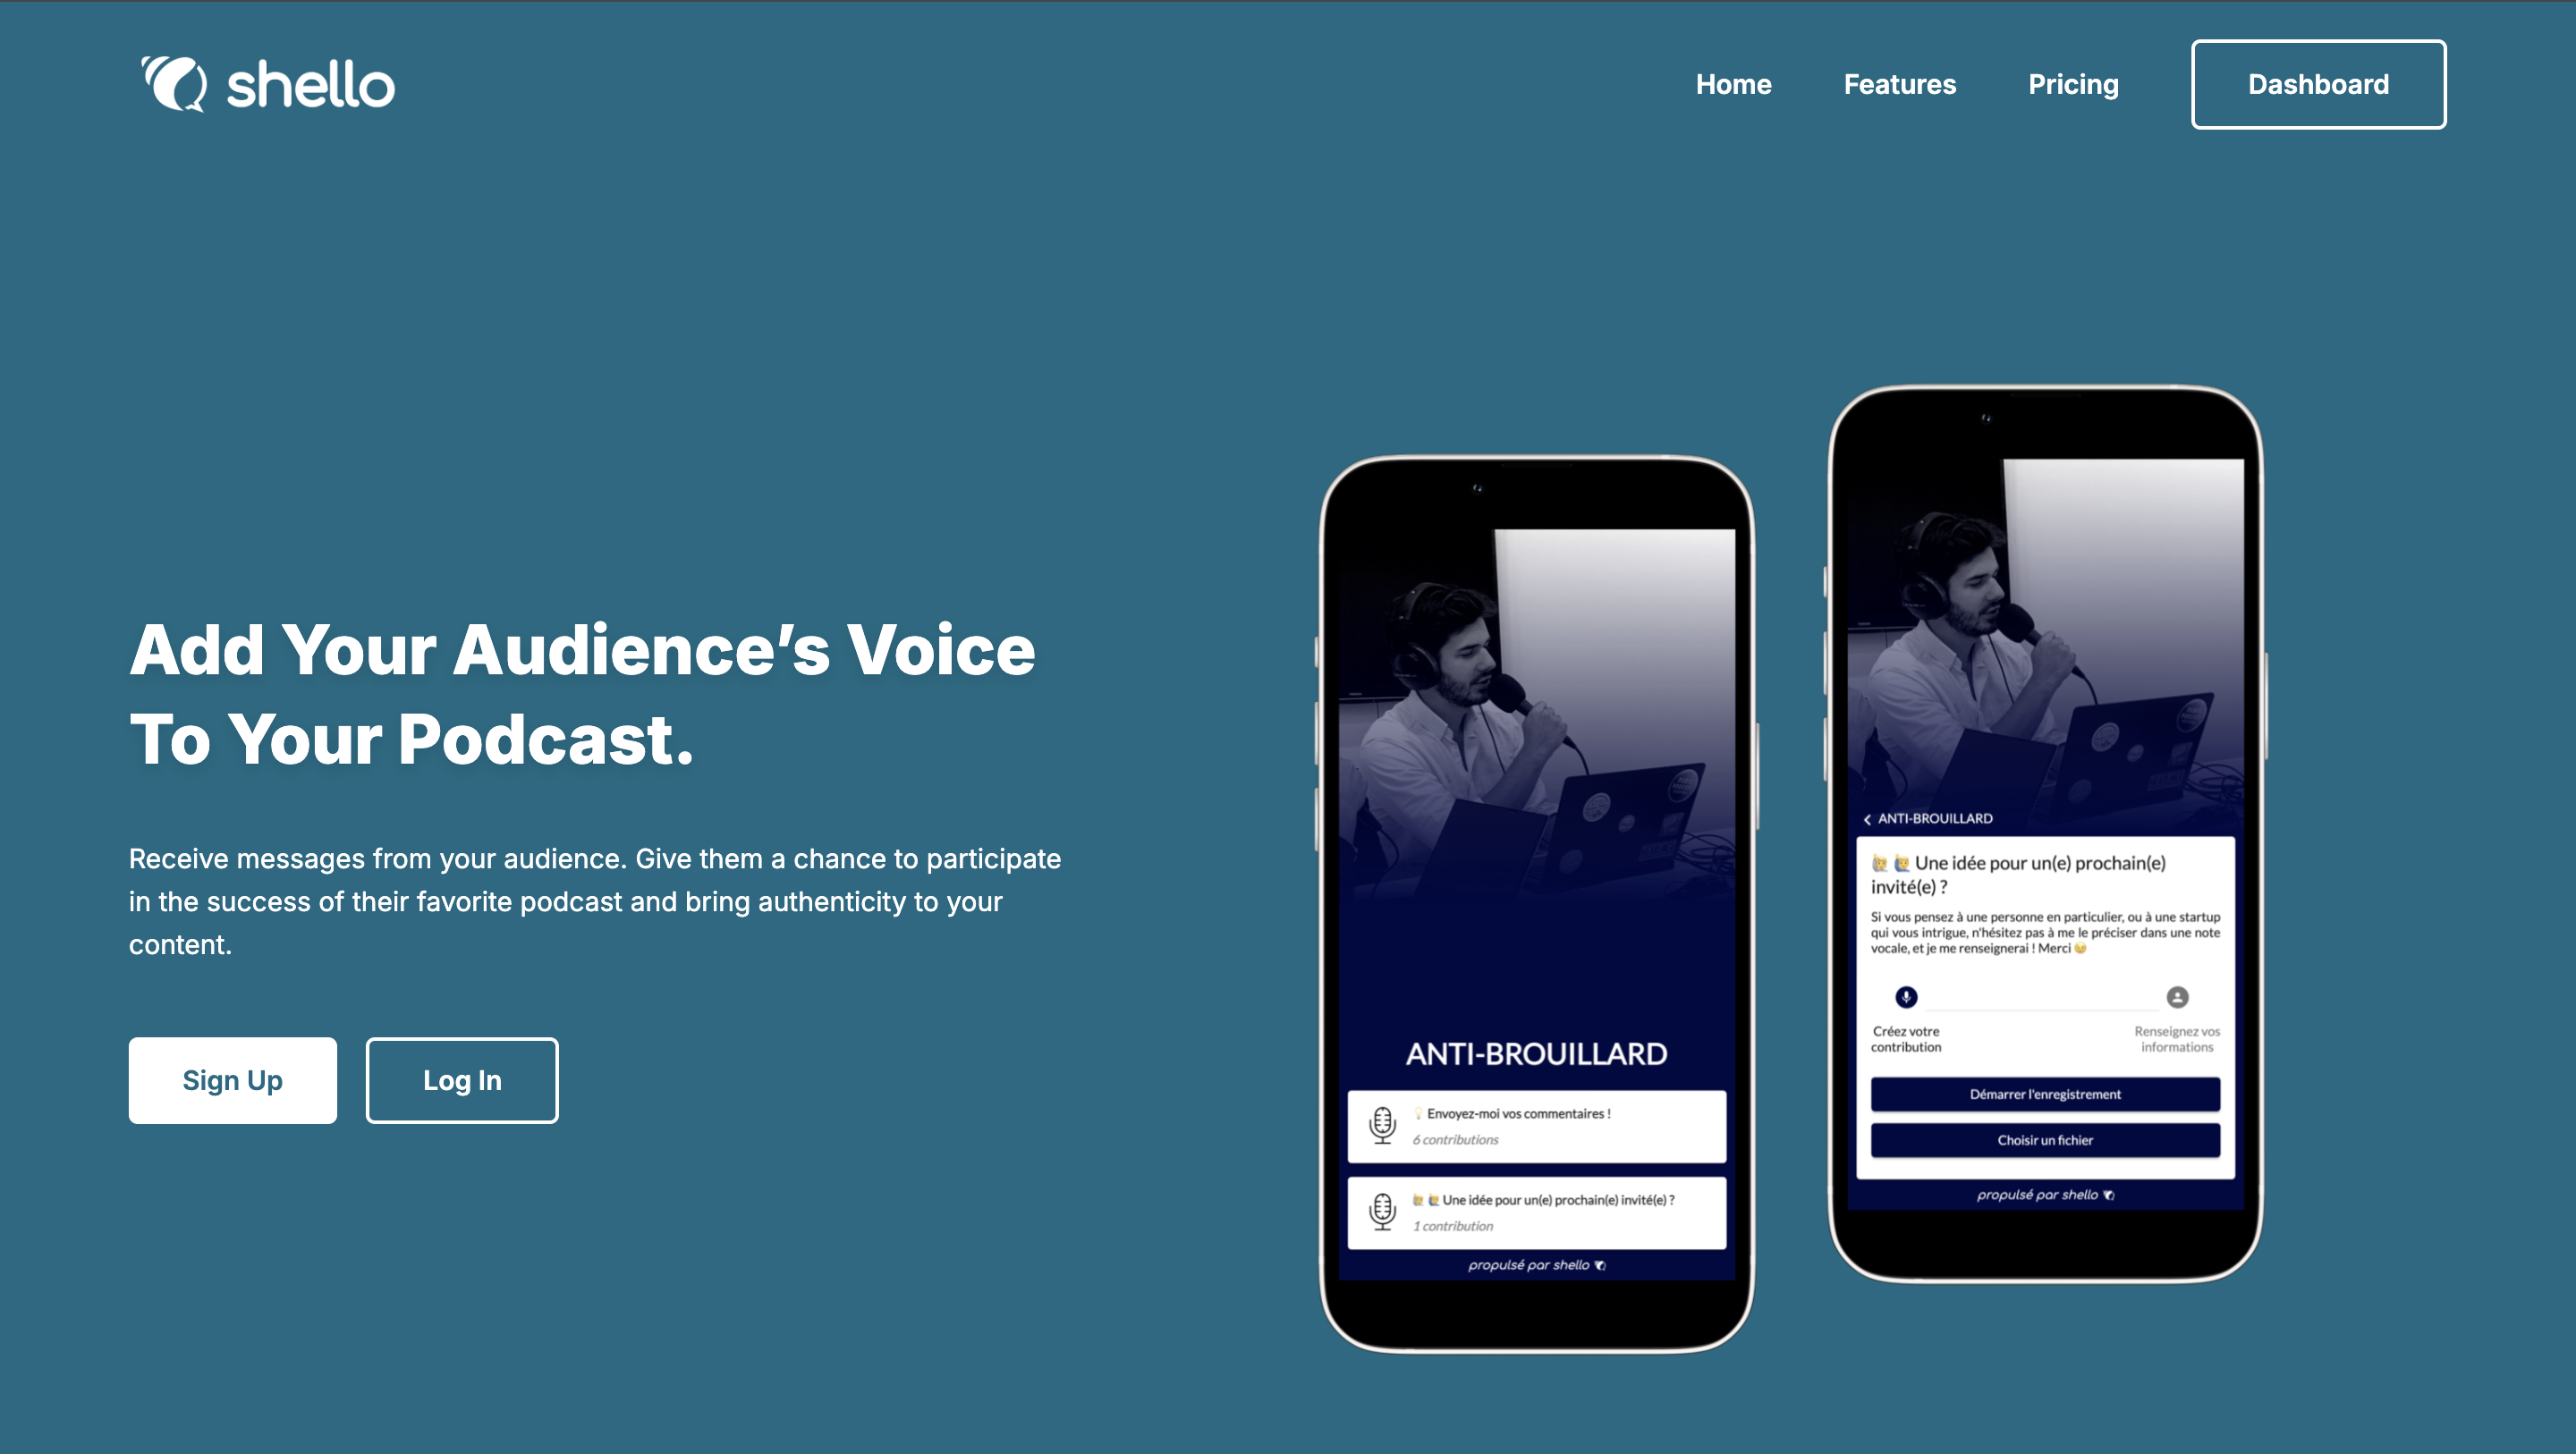 shello
Home
Features
Pricing
Dashboard
Add Your Audience’s Voice
To Your Podcast.
Receive messages from your audience. Give them a chance to participate
in the success of their favorite podcast and bring authenticity to your
content.
Sign Up
Log In
ANTI-BROUILLARD
💡 Envoyez-moi vos commentaires !
6 contributions
🙋 🙋‍♂️ Une idée pour un(e) prochain(e) invité(e) ?
1 contribution
propulsé par shello
ANTI-BROUILLARD
🙋 🙋‍♂️ Une idée pour un(e) prochain(e)
invité(e) ?
Si vous pensez à une personne en particulier, ou à une startup
qui vous intrigue, n'hésitez pas à me le préciser dans une note
vocale, et je me renseignerai ! Merci 😉
Créez votre
contribution
Renseignez vos
informations
Démarrer l'enregistrement
Choisir un fichier
propulsé par shello